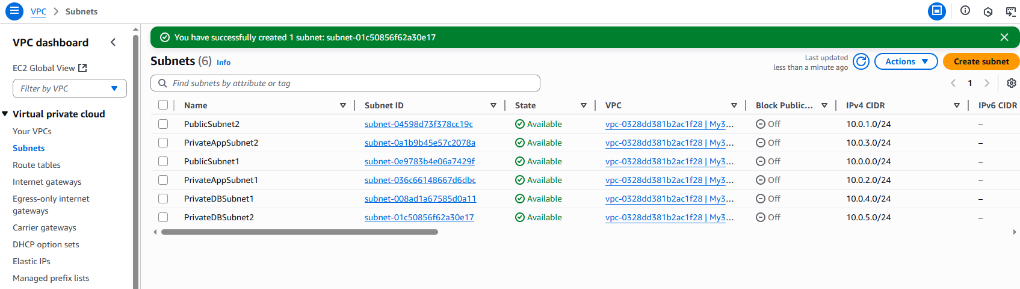 VPC > Subnets
VPC dashboard
EC2 Global View
Filter by VPC
Virtual private cloud
Your VPCs
Subnets
Route tables
Internet gateways
Egress-only internet
gateways
Carrier gateways
DHCP option sets
Elastic IPs
Managed prefix lists
You have successfully created 1 subnet: subnet-01c50856f62a30e17
Subnets (6) Info
Last updated
less than a minute ago
Actions
Create subnet
Find subnets by attribute or tag
1
Name Subnet ID State VPC Block Public... IPv4 CIDR IPv6 CIDR
PublicSubnet2 subnet-04598d73f378cc19c Available vpc-0328dd381b2ac1f28 | My3... Off 10.0.1.0/24 –
PrivateAppSubnet2 subnet-0a1b9b45e57c2078a Available vpc-0328dd381b2ac1f28 | My3... Off 10.0.3.0/24 –
PublicSubnet1 subnet-0e9783b4e06a7429f Available vpc-0328dd381b2ac1f28 | My3... Off 10.0.0.0/24 –
PrivateAppSubnet1 subnet-036c66148667d6dbc Available vpc-0328dd381b2ac1f28 | My3... Off 10.0.2.0/24 –
PrivateDBSubnet1 subnet-008ad1a67585d0a11 Available vpc-0328dd381b2ac1f28 | My3... Off 10.0.4.0/24 –
PrivateDBSubnet2 subnet-01c50856f62a30e17 Available vpc-0328dd381b2ac1f28 | My3... Off 10.0.5.0/24 –